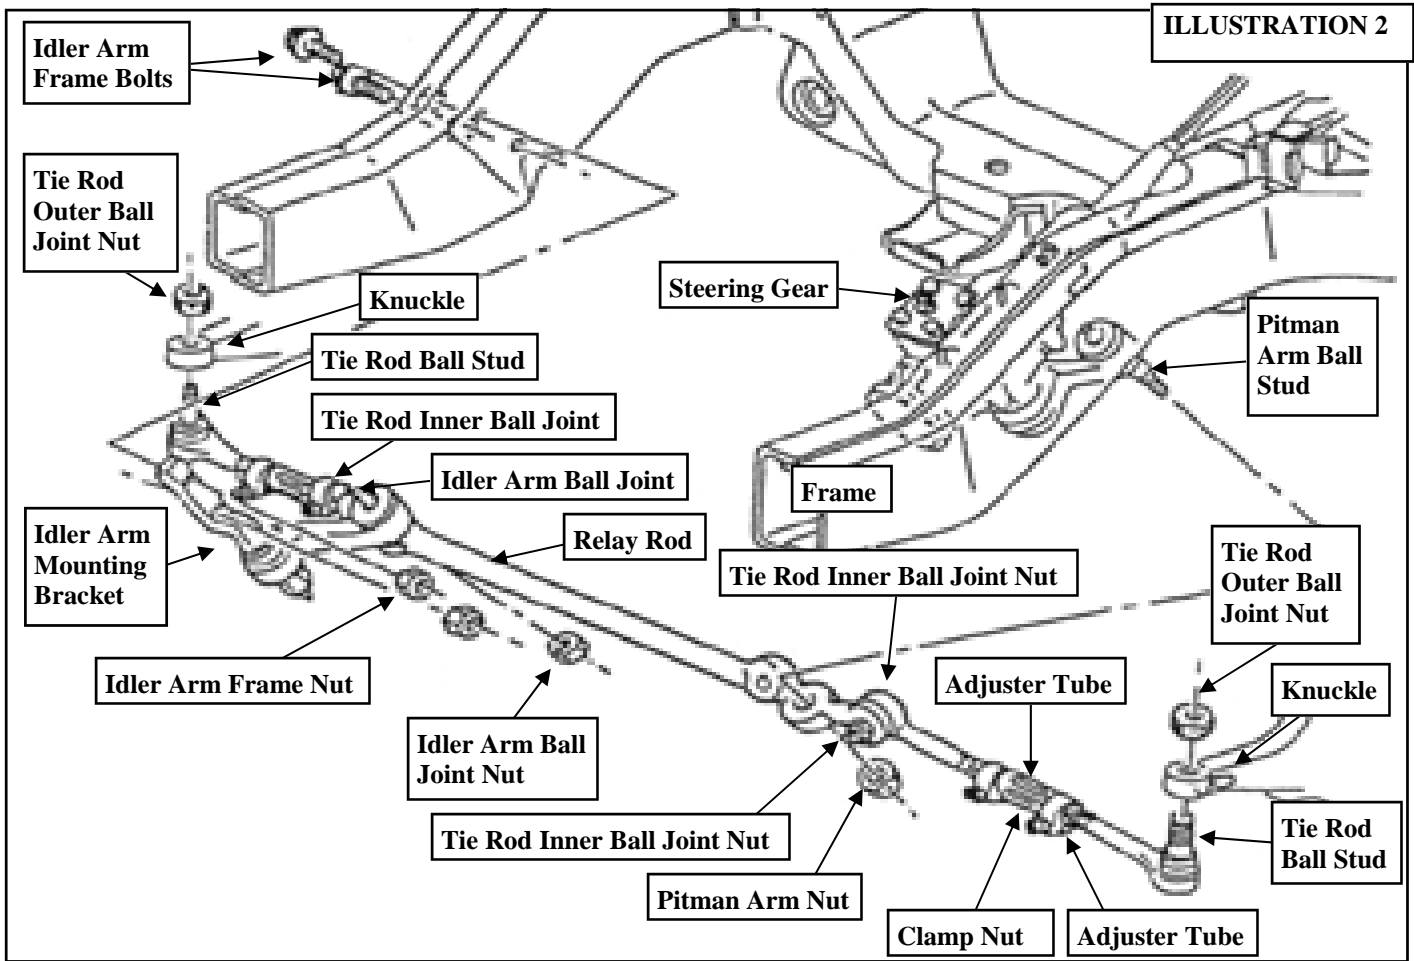 ILLUSTRATION 2
Idler Arm
Frame Bolts
Tie Rod
Outer Ball
Joint Nut
Knuckle
Steering Gear
Pitman
Arm Ball
Stud
Tie Rod Ball Stud
Tie Rod Inner Ball Joint
Idler Arm Ball Joint
Frame
Idler Arm
Mounting
Bracket
Relay Rod
Tie Rod Inner Ball Joint Nut
Tie Rod
Outer Ball
Joint Nut
Idler Arm Frame Nut
Adjuster Tube
Knuckle
Idler Arm Ball
Joint Nut
Tie Rod Inner Ball Joint Nut
Tie Rod
Ball Stud
Pitman Arm Nut
Clamp Nut
Adjuster Tube